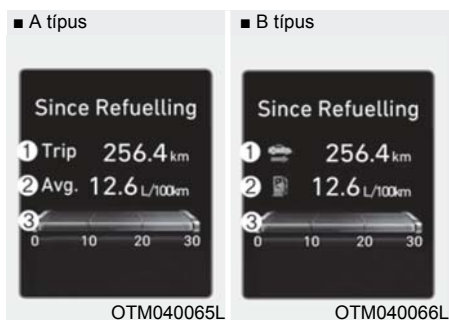 ■ A típus
Since Refuelling
① Trip 256.4 km
② Avg. 12.6 L/100km
③
0 10 20 30
OTM040065L
■ B típus
Since Refuelling
① 256.4 km
② 12.6 L/100km
③
0 10 20 30
OTM040066L